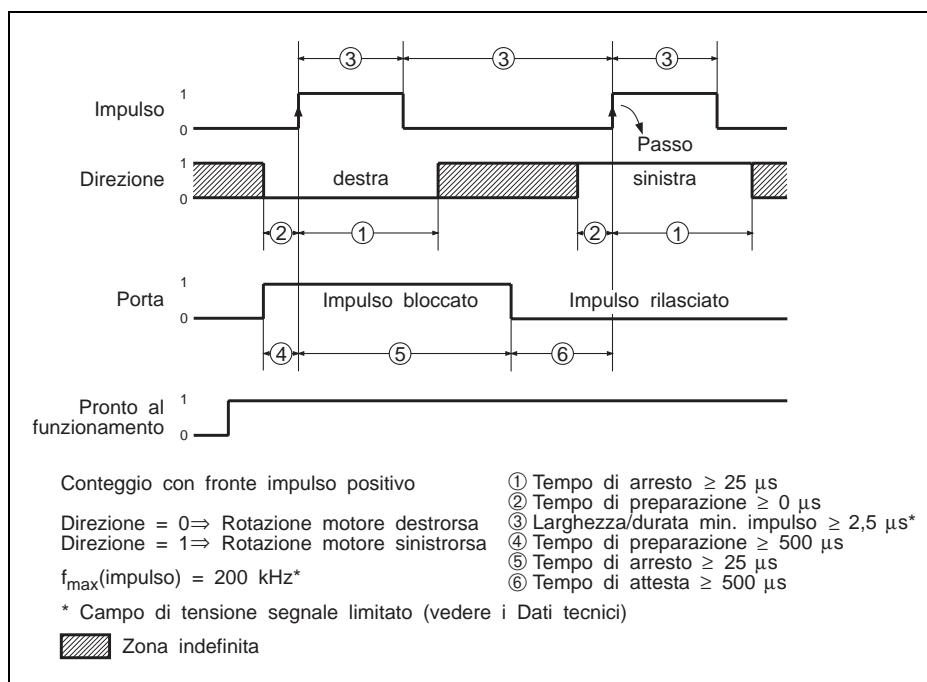 ③ ③ ③
Impulso 1 0
Passo
Direzione 1 0 destra sinistra
② ① ② ①
Porta 1 0 Impulso bloccato Impulso rilasciato
④ ⑤ ⑥
Pronto al funzionamento 1 0
Conteggio con fronte impulso positivo
Direzione = 0⇒ Rotazione motore destrorsa
Direzione = 1⇒ Rotazione motore sinistrorsa
fmax(impulso) = 200 kHz*
① Tempo di arresto ≥ 25 µs
② Tempo di preparazione ≥ 0 µs
③ Larghezza/durata min. impulso ≥ 2,5 µs*
④ Tempo di preparazione ≥ 500 µs
⑤ Tempo di arresto ≥ 25 µs
⑥ Tempo di attesta ≥ 500 µs
* Campo di tensione segnale limitato (vedere i Dati tecnici)
Zona indefinita